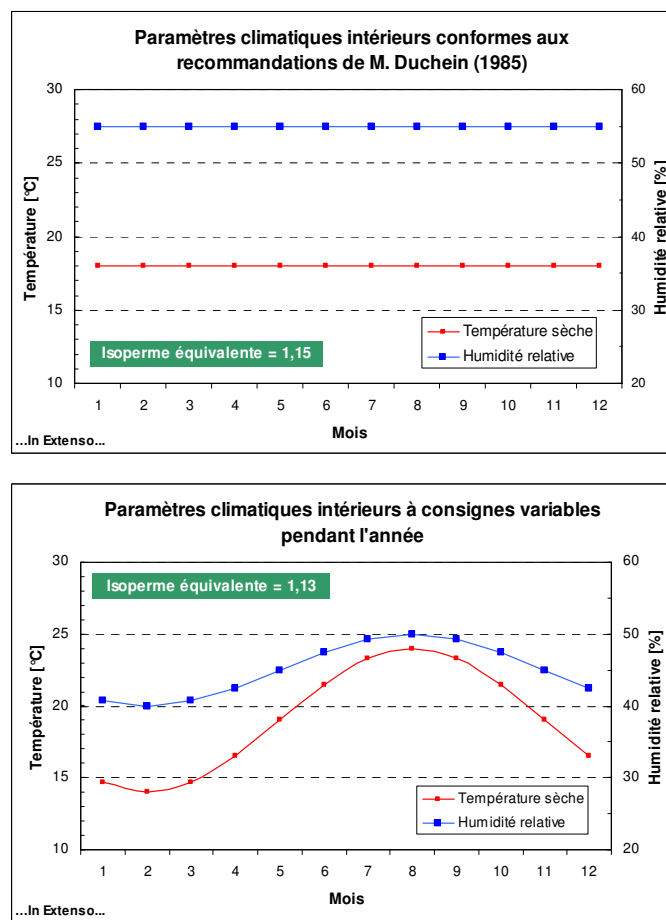 Paramètres climatiques intérieurs conformes aux
recommandations de M. Duchein (1985)
30
25
20
15
10
Température [°C]
60
50
40
30
20
Humidité relative [%]
Température sèche
Humidité relative
Isoperme équivalente = 1,15
1 2 3 4 5 6 7 8 9 10 11 12
Mois
...In Extenso...
Paramètres climatiques intérieurs à consignes variables
pendant l'année
30
25
20
15
10
Température [°C]
60
50
40
30
20
Humidité relative [%]
Isoperme équivalente = 1,13
Température sèche
Humidité relative
1 2 3 4 5 6 7 8 9 10 11 12
Mois
...In Extenso...